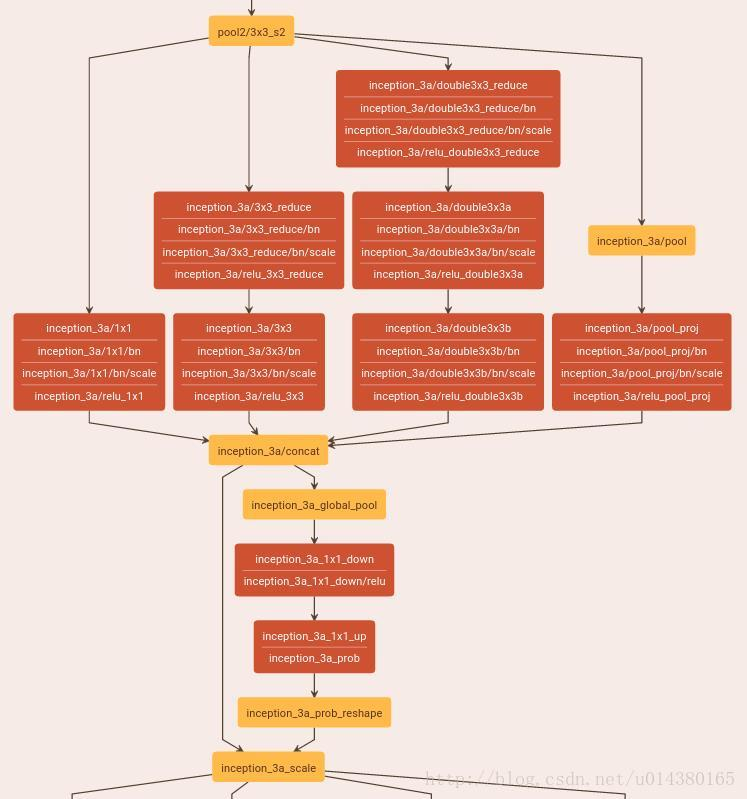 pool2/3x3_s2
inception_3a/double3x3_reduce
inception_3a/double3x3_reduce/bn
inception_3a/double3x3_reduce/bn/scale
inception_3a/relu_double3x3_reduce
inception_3a/3x3_reduce
inception_3a/3x3_reduce/bn
inception_3a/3x3_reduce/bn/scale
inception_3a/relu_3x3_reduce
inception_3a/double3x3a
inception_3a/double3x3a/bn
inception_3a/double3x3a/bn/scale
inception_3a/relu_double3x3a
inception_3a/pool
inception_3a/1x1
inception_3a/1x1/bn
inception_3a/1x1/bn/scale
inception_3a/relu_1x1
inception_3a/3x3
inception_3a/3x3/bn
inception_3a/3x3/bn/scale
inception_3a/relu_3x3
inception_3a/double3x3b
inception_3a/double3x3b/bn
inception_3a/double3x3b/bn/scale
inception_3a/relu_double3x3b
inception_3a/pool_proj
inception_3a/pool_proj/bn
inception_3a/pool_proj/bn/scale
inception_3a/relu_pool_proj
inception_3a/concat
inception_3a_global_pool
inception_3a_1x1_down
inception_3a_1x1_down/relu
inception_3a_1x1_up
inception_3a_prob
inception_3a_prob_reshape
inception_3a_scale
http://blog.csdn.net/u014380165